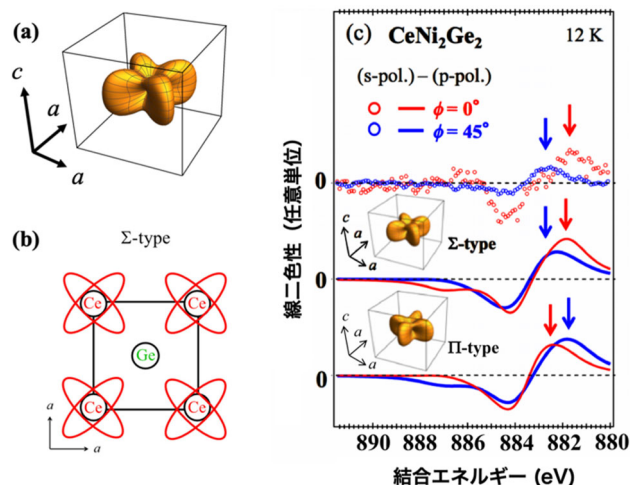 (a)
c
a
a
(b)
Σ-type
Ce
Ce
Ge
Ce
Ce
a
a
(c) CeNi₂Ge₂ 12 K
(s-pol.) – (p-pol.)
ϕ = 0°
ϕ = 45°
線二色性 (任意単位)
0
c
a
a
Σ-type
0
c
a
a
Π-type
0
890 888 886 884 882 880
結合エネルギー (eV)